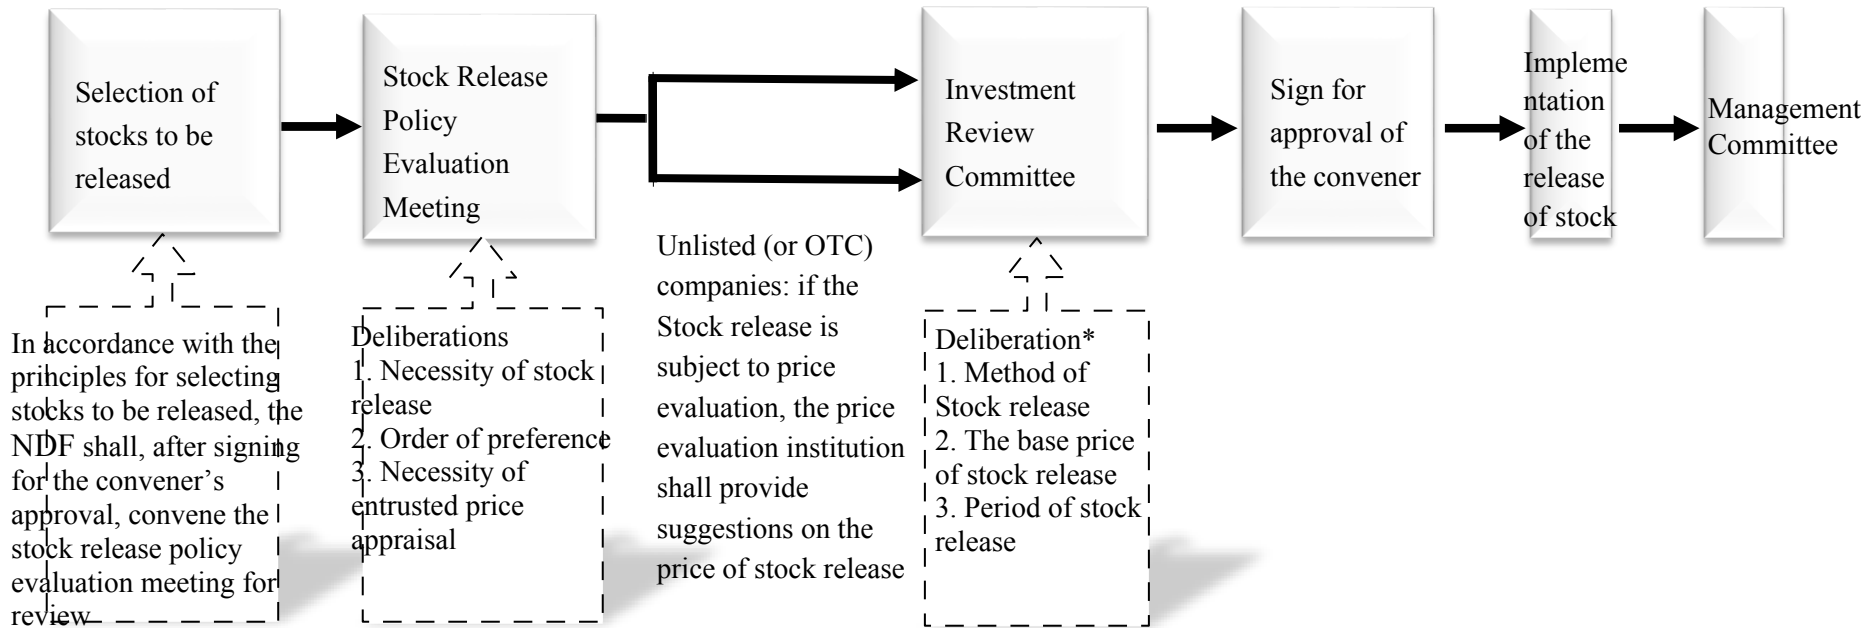 Selection of
stocks to be
released
Stock Release
Policy
Evaluation
Meeting
Investment
Review
Committee
Sign for
approval of
the convener
Impleme
ntation
of the
release
of stock
Management
Committee
In accordance with the
principles for selecting
stocks to be released, the
NDF shall, after signing
for the convener’s
approval, convene the
stock release policy
evaluation meeting for
review
Deliberations
1. Necessity of stock
release
2. Order of preference
3. Necessity of
entrusted price
appraisal
Unlisted (or OTC)
companies: if the
Stock release is
subject to price
evaluation, the price
evaluation institution
shall provide
suggestions on the
price of stock release
Deliberation*
1. Method of
Stock release
2. The base price
of stock release
3. Period of stock
release